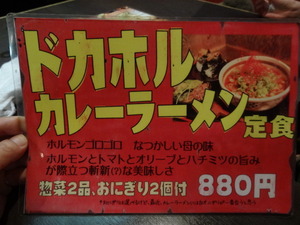 ドカホル
カレーラーメン定食
ホルモンゴロゴロ なつかしい母の味
ホルモンとトマトとオリーブとハチミツの旨み
が際立つ斬新(?)な美味しさ
惣菜2品、おにぎり2個付 880円